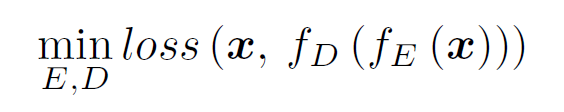 min loss (x, f_D (f_E (x)))
E,D